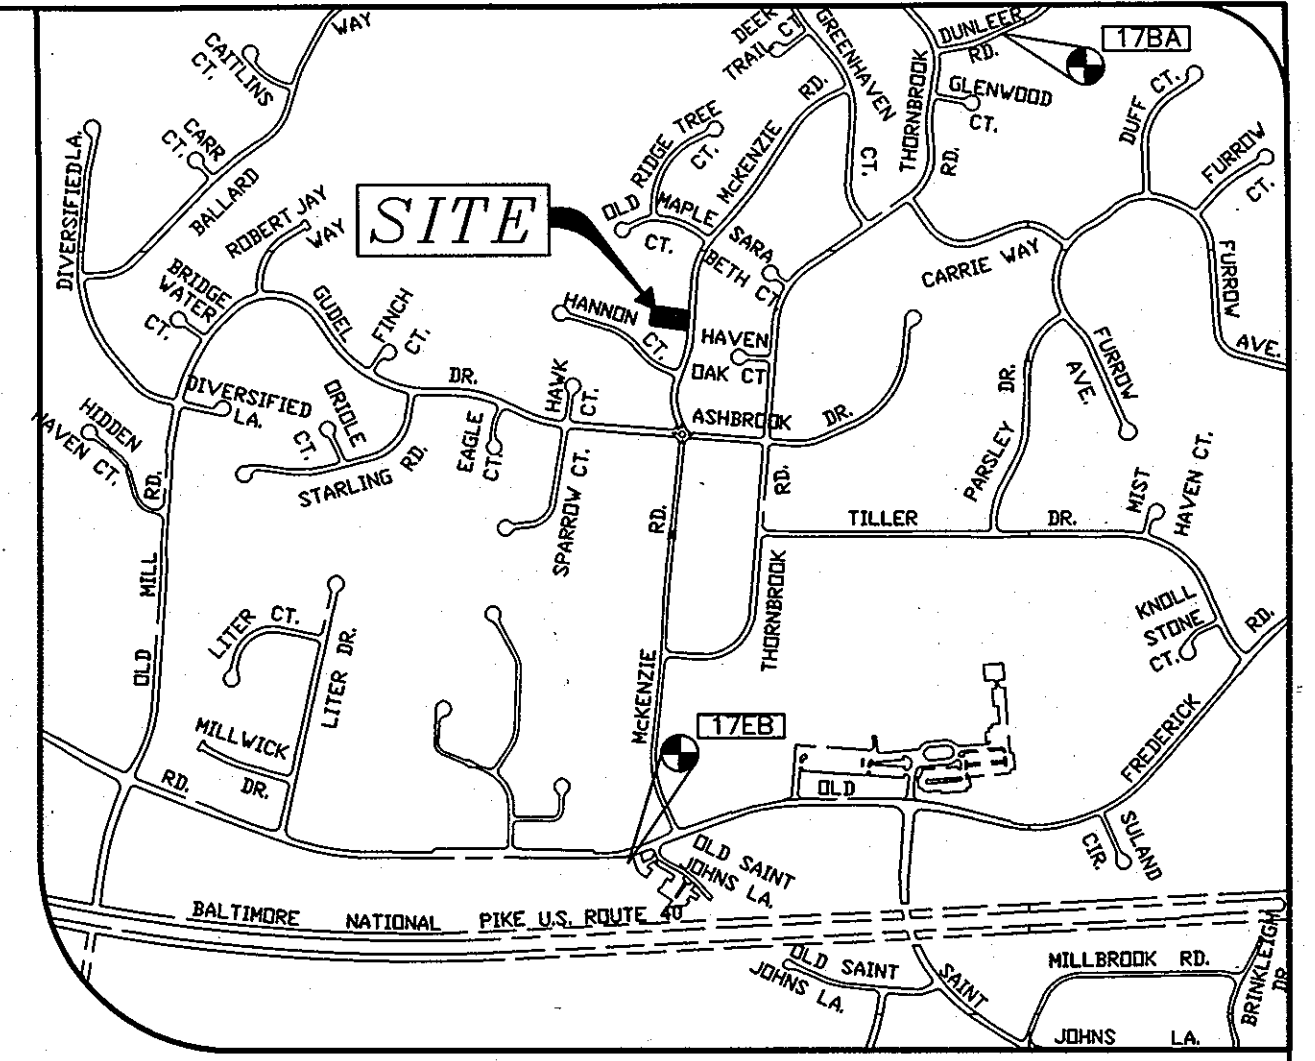 WAY
DEER
TRAIL CT.
GREENHAVEN
CT.
DUNLEER
RD.
17BA
CAITLINS
CT.
THORNBROOK
RD.
GLENWOOD
CT.
DUFF CT.
FURROW
CT.
DIVERSIFIED LA.
CARR
CT.
BALLARD
RIDGE TREE
CT.
McKENZIE RD.
OLD MAPLE
CT.
ROBERT JAY
WAY
SITE
SARA
BETH CT
CARRIE WAY
FURROW
AVE.
BRIDGE
WATER
CT.
GUDEL
DR.
FINCH
CT.
HANNON
CT.
HAVEN
OAK CT
FURROW
AVE.
PARSLEY DR.
DIVERSIFIED
LA.
ORIOLE
CT.
HAWK
CT.
EAGLE
CT.
ASHBROOK DR.
HIDDEN
HAVEN CT.
STARLING RD.
SPARROW CT.
RD.
RD.
TILLER DR.
MIST
HAVEN CT.
OLD MILL RD.
THORNBROOK
KNOLL
STONE
CT.
RD.
LITER CT.
LITER DR.
McKENZIE
17EB
MILLWICK
DR.
RD.
OLD
FREDERICK
SULAND
CIR.
OLD SAINT
JOHNS LA.
BALTIMORE NATIONAL PIKE U.S. ROUTE 40
OLD SAINT
JOHNS LA.
SAINT
MILLBROOK RD.
BRINKLEIGH
DR
JOHNS LA.